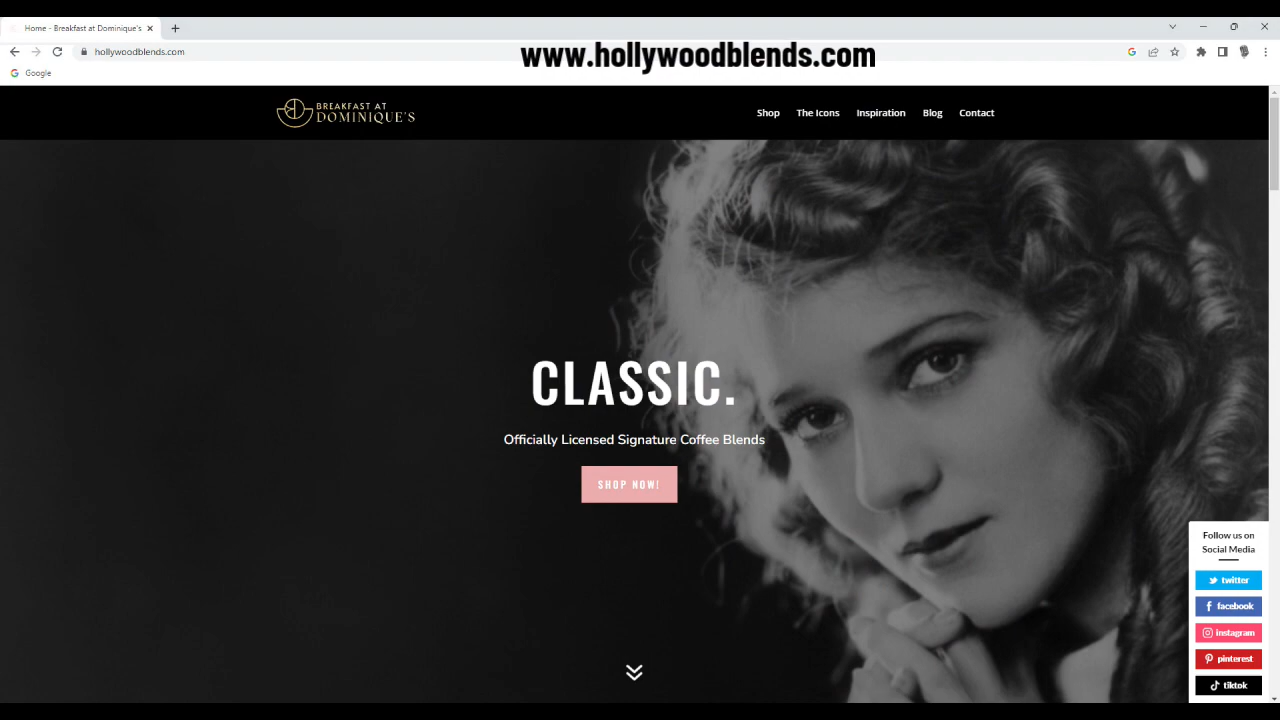 Home - Breakfast at Dominique's
hollywoodblends.com
www.hollywoodblends.com
Google
BREAKFAST AT
DOMINIQUE'S
Shop
The Icons
Inspiration
Blog
Contact
CLASSIC.
Officially Licensed Signature Coffee Blends
SHOP NOW!
Follow us on
Social Media
twitter
facebook
instagram
pinterest
tiktok